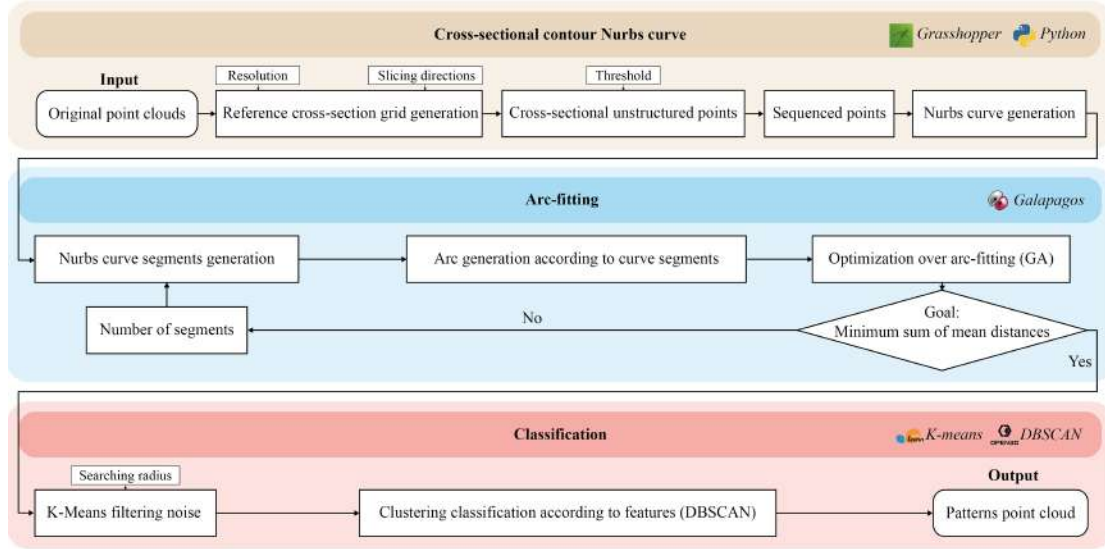 Cross-sectional contour Nurbs curve
Grasshopper
Python
Input
Resolution
Slicing directions
Threshold
Original point clouds
Reference cross-section grid generation
Cross-sectional unstructured points
Sequenced points
Nurbs curve generation
Arc-fitting
Galapagos
Nurbs curve segments generation
Arc generation according to curve segments
Optimization over arc-fitting (GA)
Number of segments
No
Goal:
Minimum sum of mean distances
Yes
Classification
K-means
DBSCAN
Searching radius
Output
K-Means filtering noise
Clustering classification according to features (DBSCAN)
Patterns point cloud